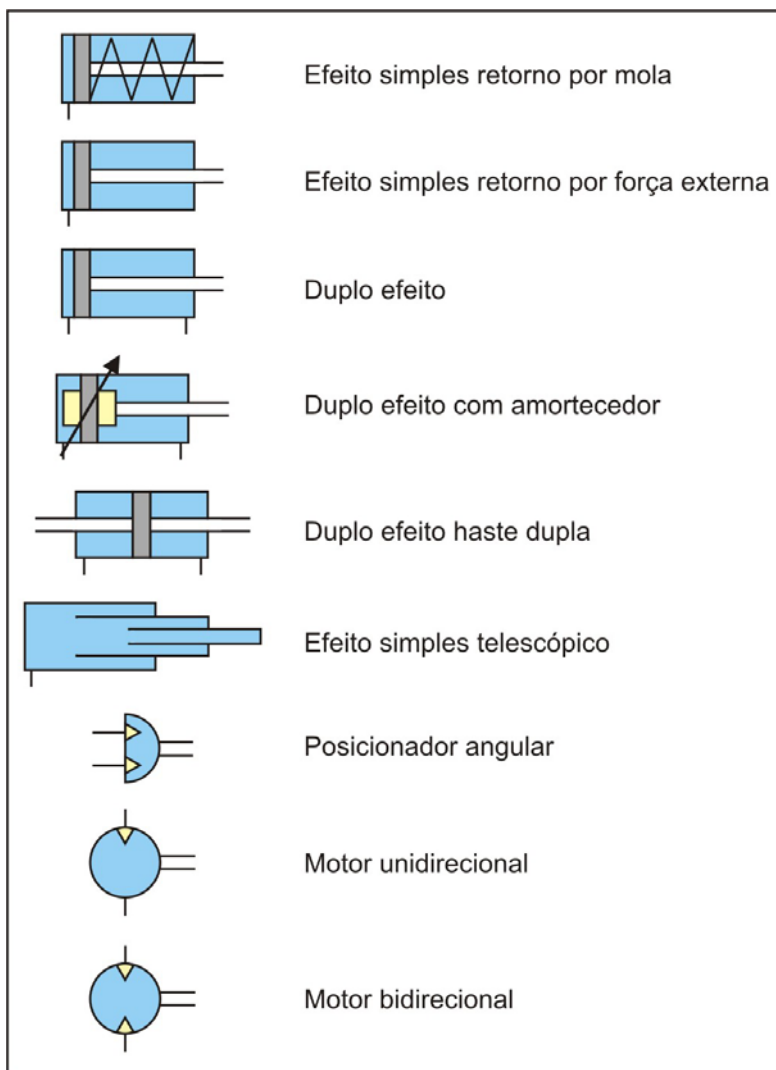 Efeito simples retorno por mola
Efeito simples retorno por força externa
Duplo efeito
Duplo efeito com amortecedor
Duplo efeito haste dupla
Efeito simples telescópico
Posicionador angular
Motor unidirecional
Motor bidirecional